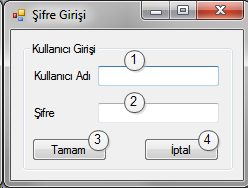 Şifre Girişi
Kullanıcı Girişi
1
Kullanıcı Adı
2
Şifre
3
4
Tamam
İptal